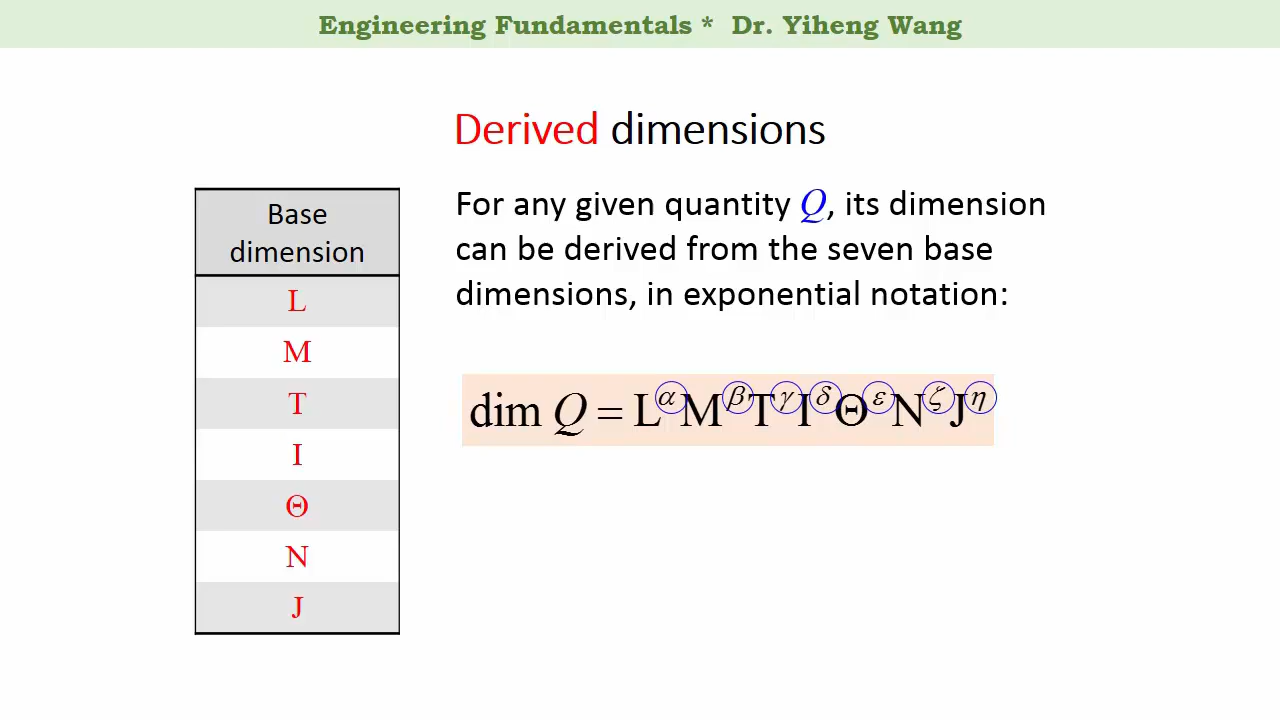 Engineering Fundamentals * Dr. Yiheng Wang
Derived dimensions
Base
dimension
L
M
T
I
Θ
N
J
For any given quantity Q, its dimension
can be derived from the seven base
dimensions, in exponential notation:
dim Q = L^α M^β T^γ I^δ Θ^ε N^ζ J^η